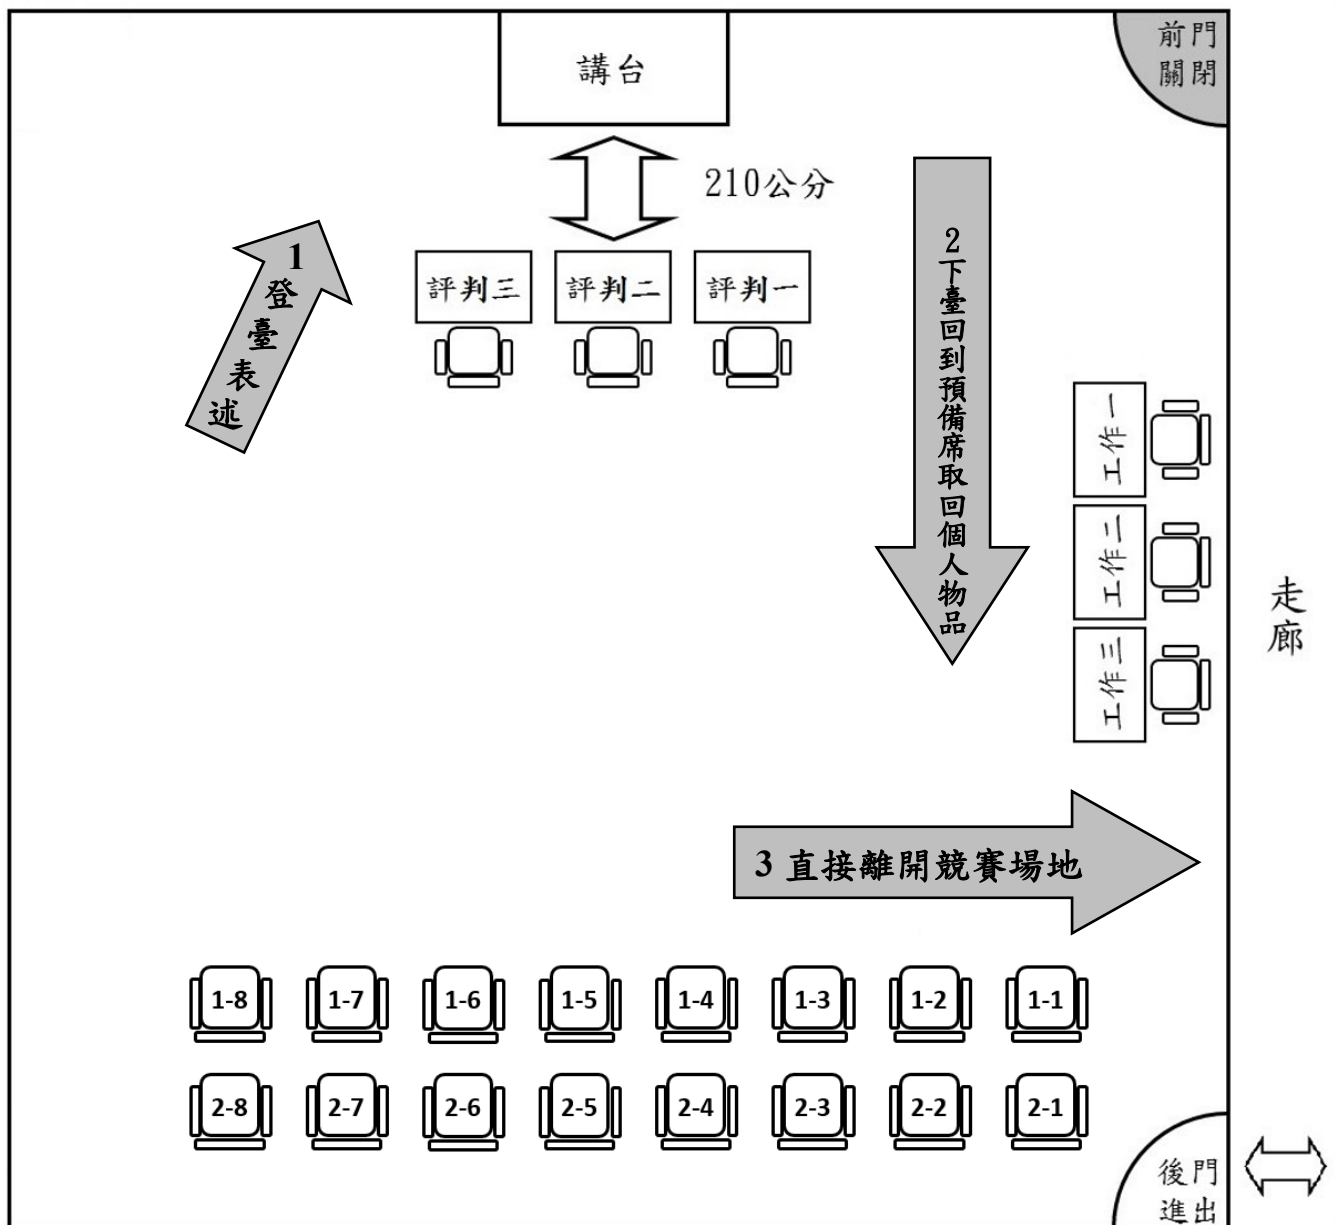 講台
前門
關閉
210公分
1登臺表述
評判三
評判二
評判一
2下臺回到預備席取回個人物品
工作一
工作二
工作三
走廊
3 直接離開競賽場地
1-8
1-7
1-6
1-5
1-4
1-3
1-2
1-1
2-8
2-7
2-6
2-5
2-4
2-3
2-2
2-1
後門
進出